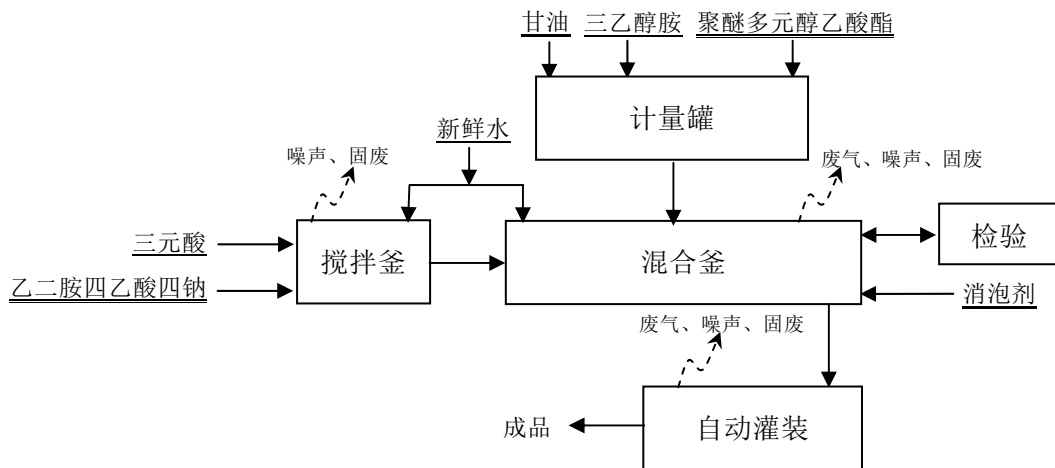 甘油 三乙醇胺 聚醚多元醇乙酸酯
计量罐
新鲜水
噪声、固废
废气、噪声、固废
三元酸
搅拌釜
混合釜
检验
乙二胺四乙酸四钠
消泡剂
废气、噪声、固废
成品
自动灌装